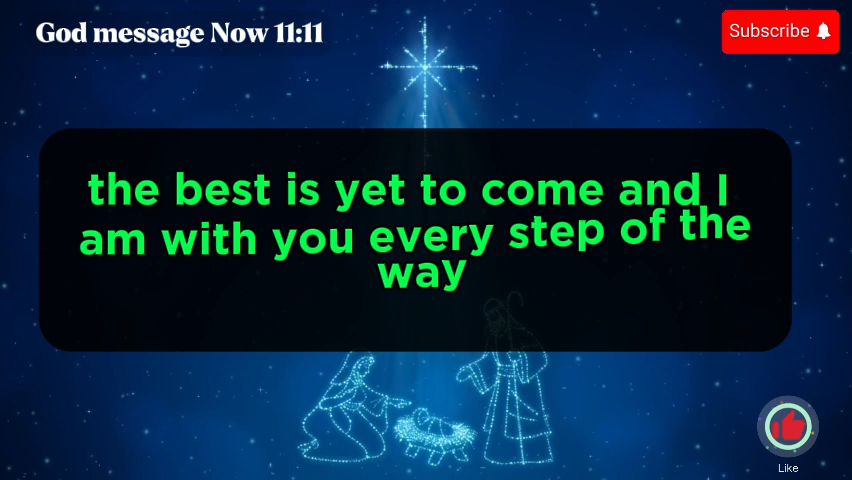 God message Now 11:11
Subscribe
the best is yet to come and I
am with you every step of the
way
Like